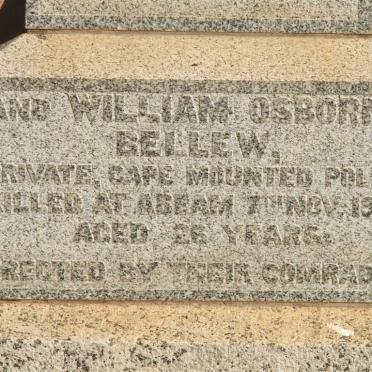 AND WILLIAM OSBORN
BELLEW,
PRIVATE, CAPE MOUNTED POL
KILLED AT ABEAM 7TH NOV. 19
AGED 26 YEARS.
ERECTED BY THEIR COMRAD